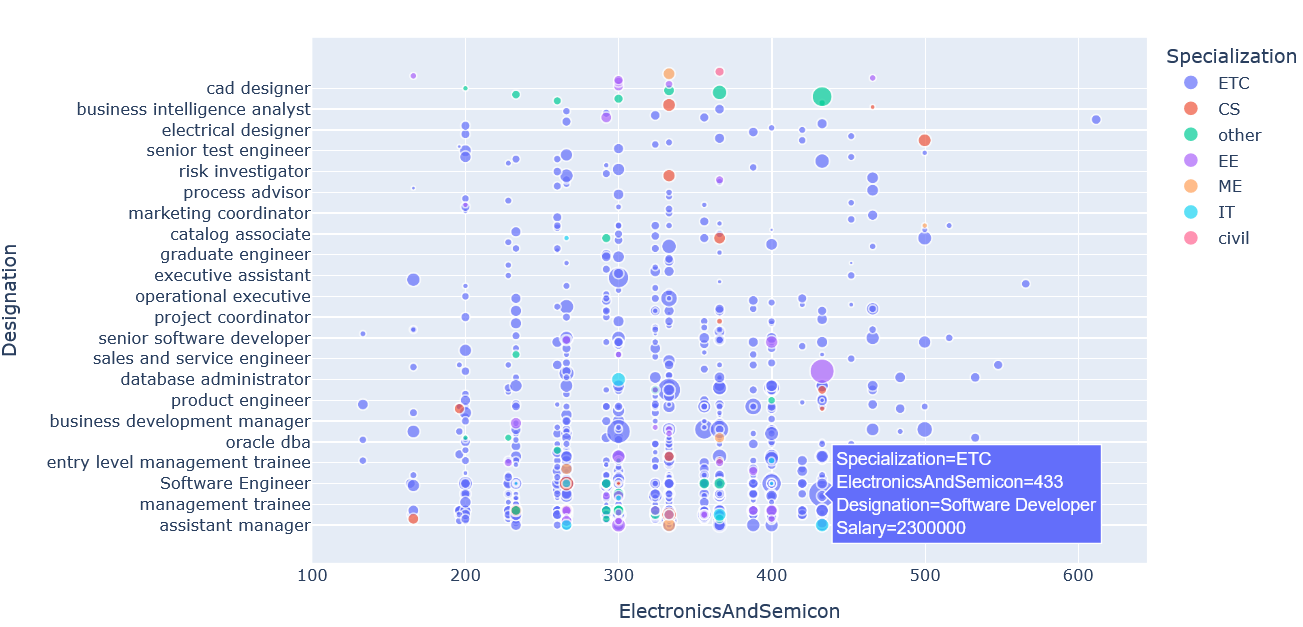 Specialization
ETC
CS
other
EE
ME
IT
civil
Designation
cad designer
business intelligence analyst
electrical designer
senior test engineer
risk investigator
process advisor
marketing coordinator
catalog associate
graduate engineer
executive assistant
operational executive
project coordinator
senior software developer
sales and service engineer
database administrator
product engineer
business development manager
oracle dba
entry level management trainee
Software Engineer
management trainee
assistant manager
Specialization=ETC
ElectronicsAndSemicon=433
Designation=Software Developer
Salary=2300000
100 200 300 400 500 600
ElectronicsAndSemicon